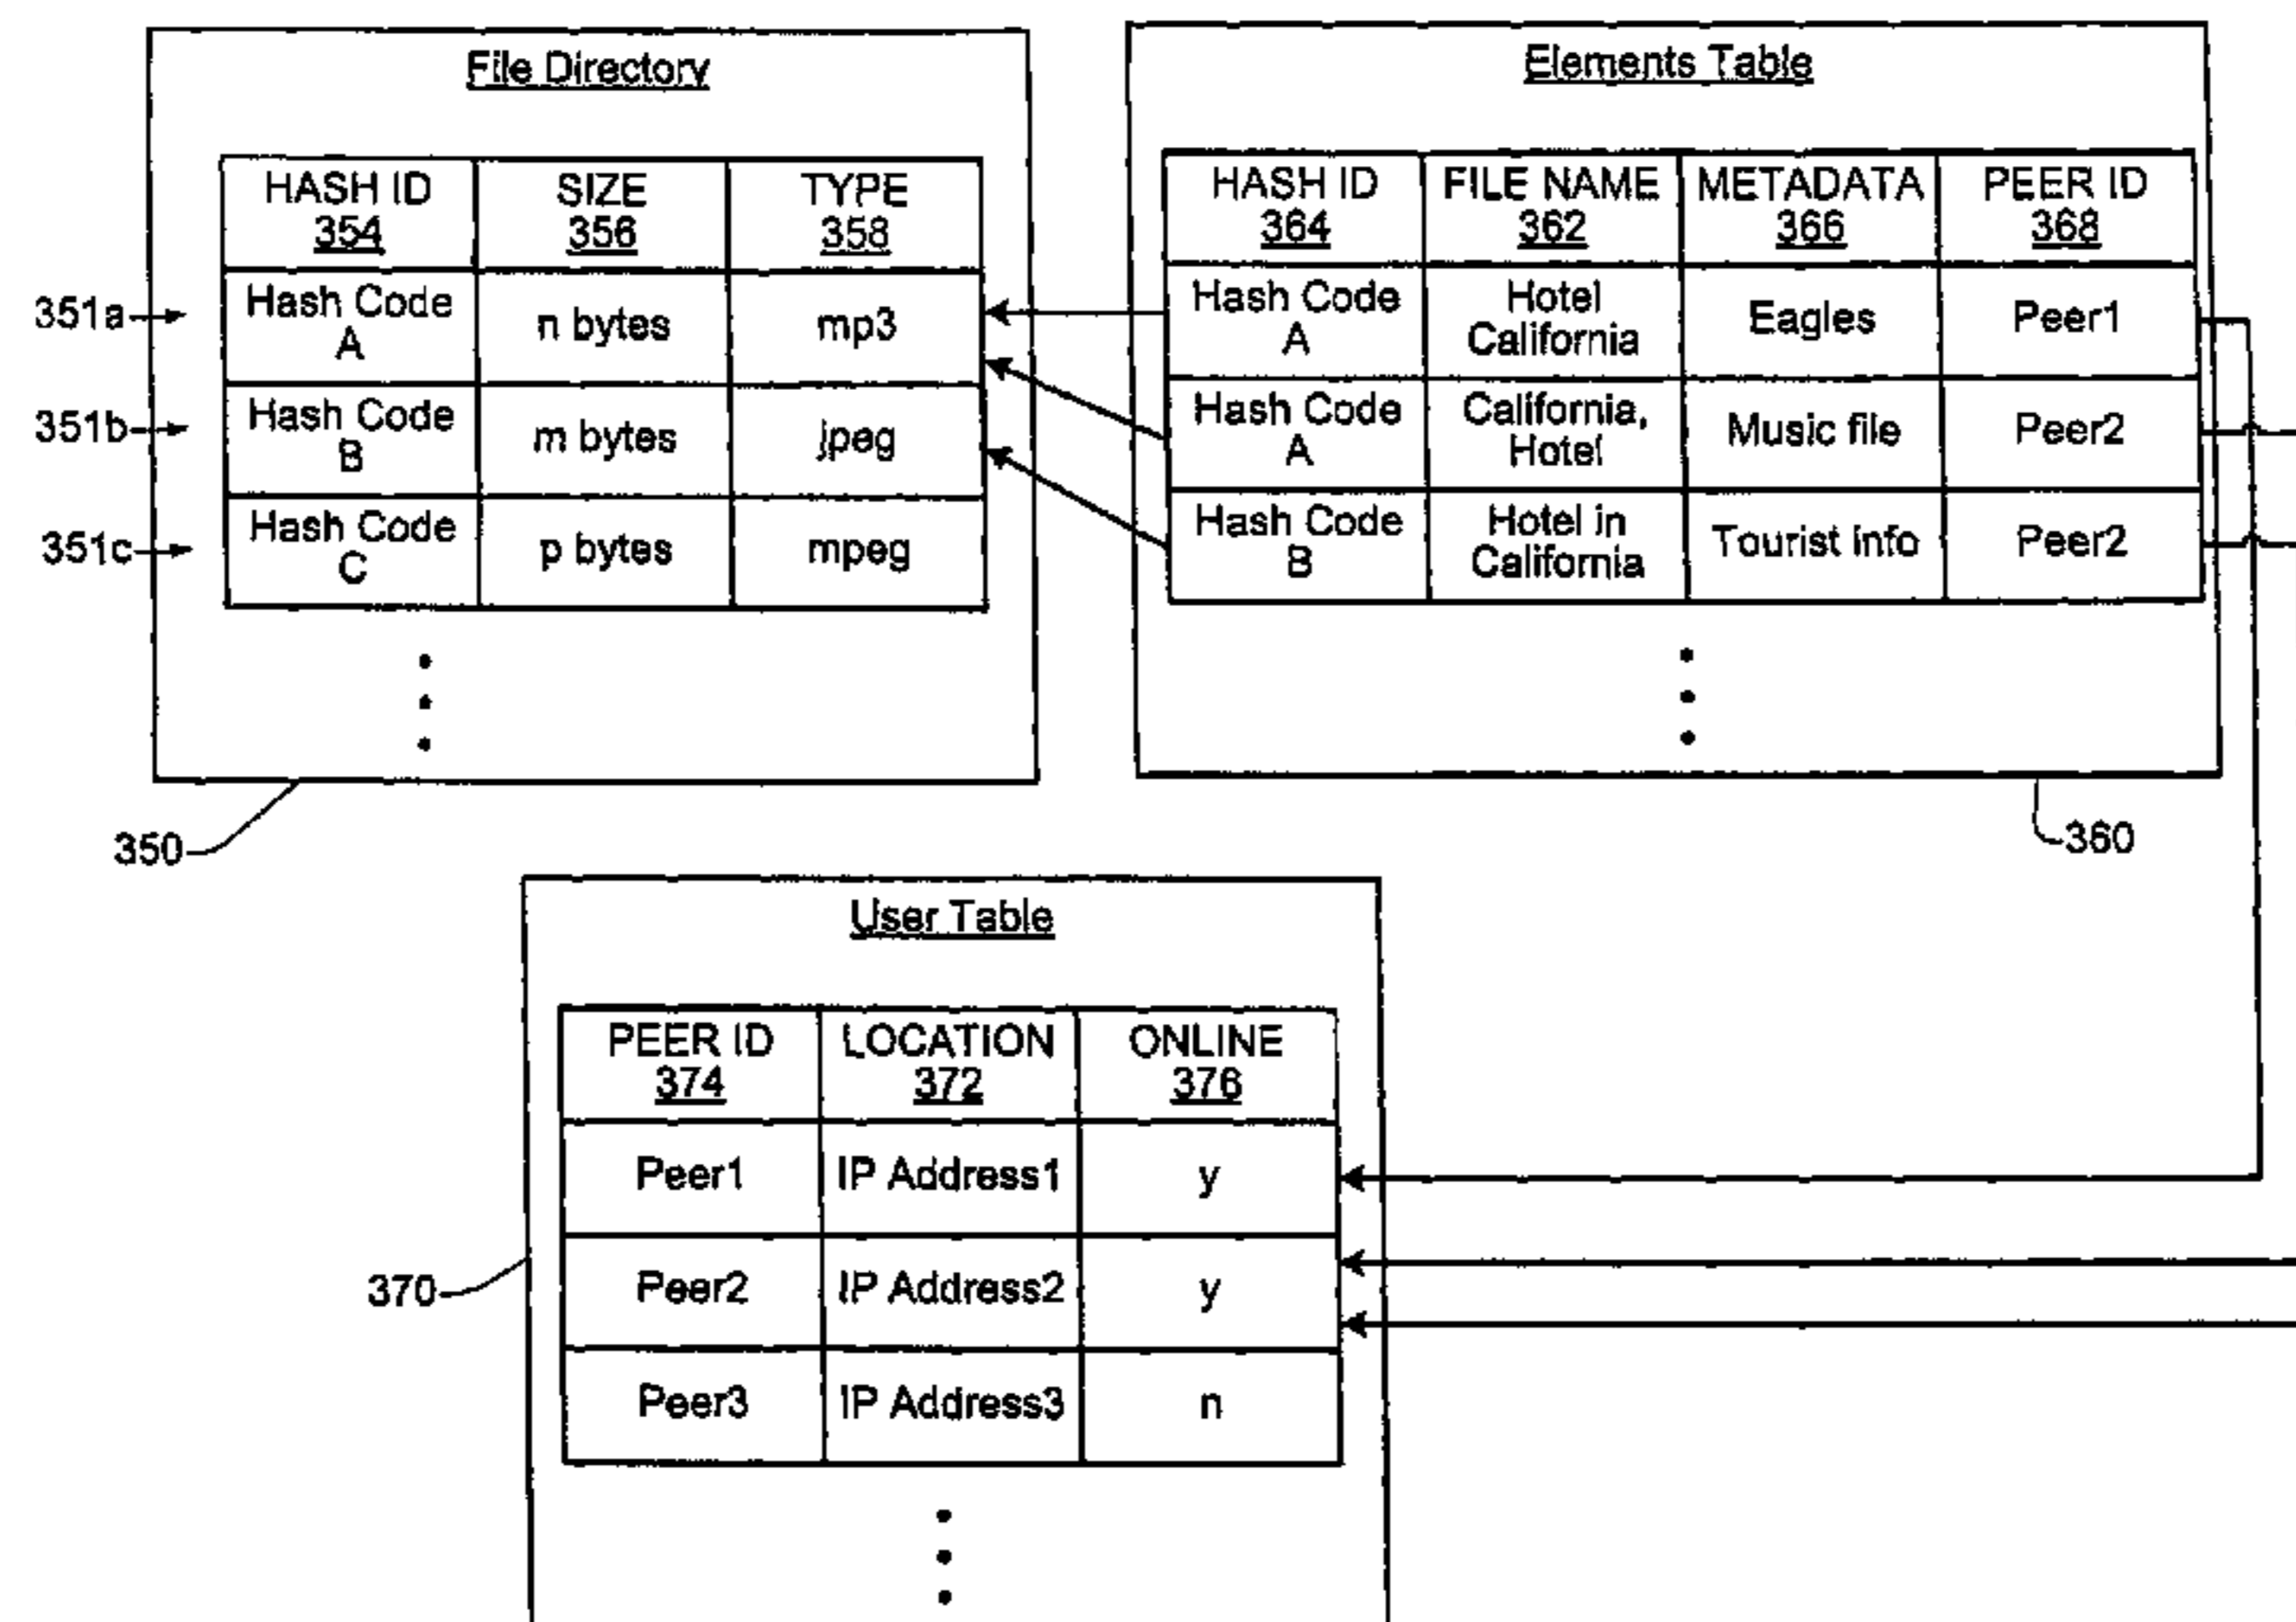 File Directory
HASH ID
354
SIZE
356
TYPE
358
351a
Hash Code
A
n bytes
mp3
351b
Hash Code
B
m bytes
jpeg
351c
Hash Code
C
p bytes
mpeg
350
Elements Table
HASH ID
364
FILE NAME
362
METADATA
366
PEER ID
368
Hash Code
A
Hotel
California
Eagles
Peer1
Hash Code
A
California,
Hotel
Music file
Peer2
Hash Code
B
Hotel in
California
Tourist info
Peer2
360
User Table
PEER ID
374
LOCATION
372
ONLINE
376
Peer1
IP Address1
y
370
Peer2
IP Address2
y
Peer3
IP Address3
n